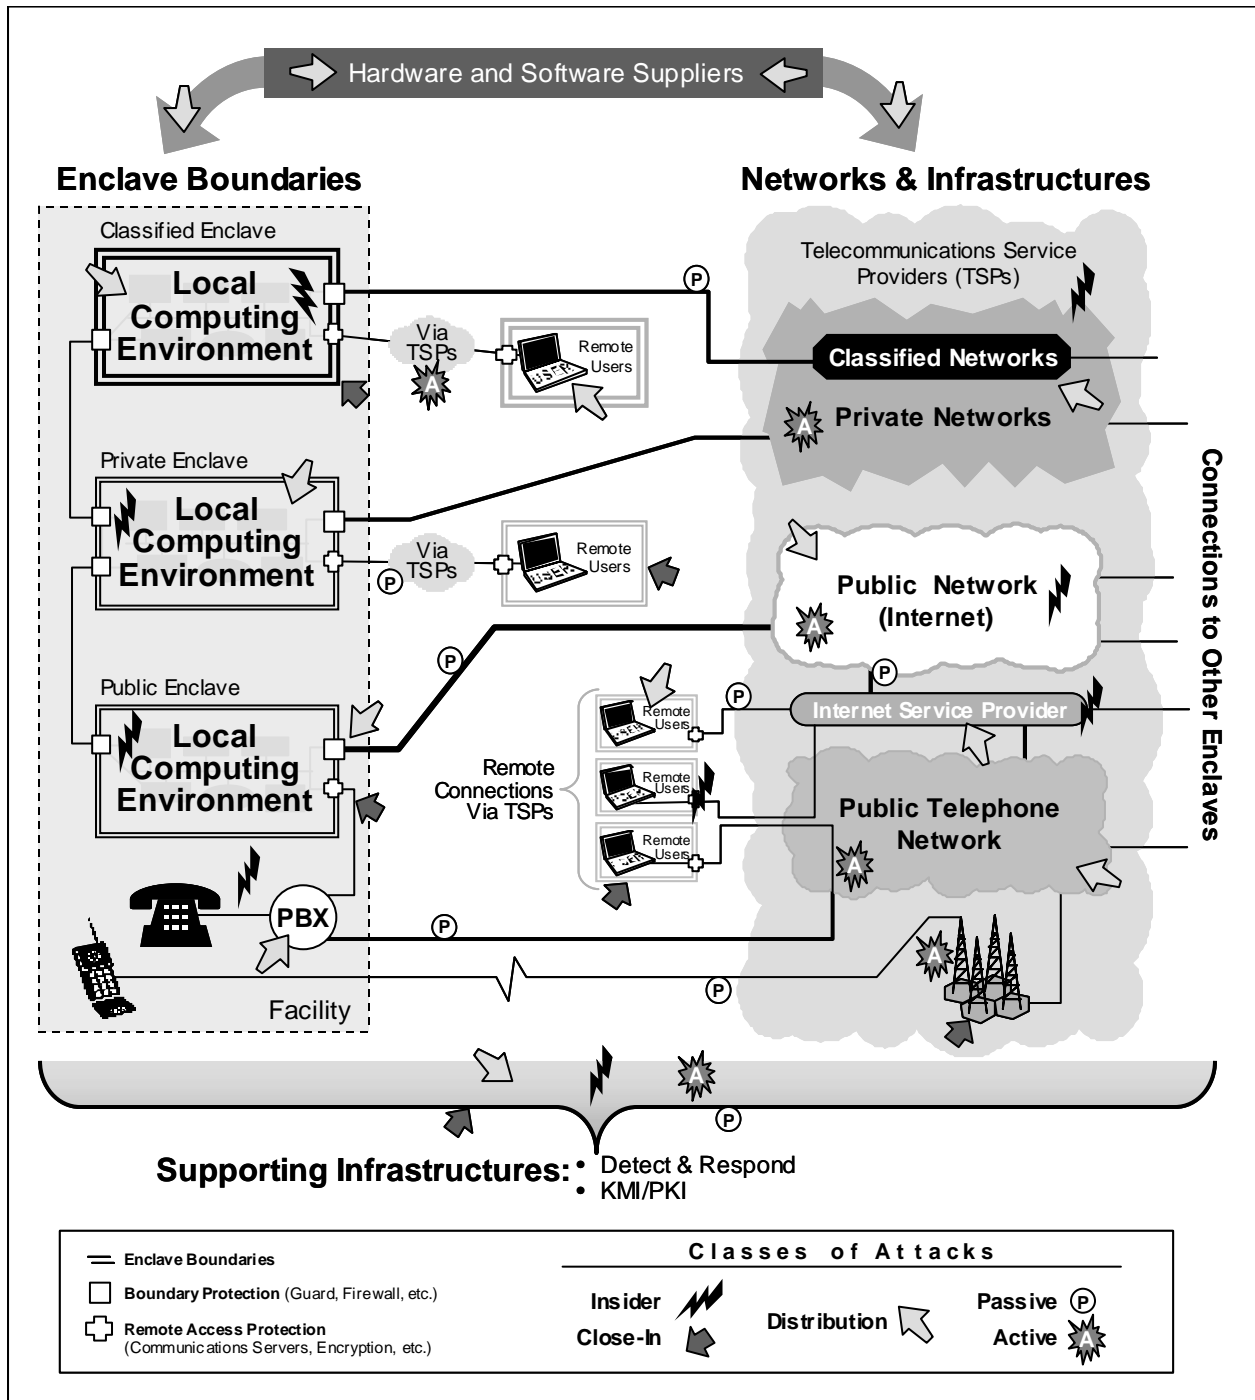 Hardware and Software Suppliers
Enclave Boundaries
Networks & Infrastructures
Classified Enclave
Local
Computing
Environment
Via
TSPs
A
Remote
Users
USER
P
Telecommunications Service
Providers (TSPs)
Classified Networks
A
Private Networks
Private Enclave
Local
Computing
Environment
Via
TSPs
P
Remote
Users
USER
Public Network
(Internet)
A
P
Public Enclave
Local
Computing
Environment
P
P
Internet Service Provider
Remote
Connections
Via TSPs
Remote
Users
Remote
Users
Remote
Users
Public Telephone
Network
A
Connections to Other Enclaves
PBX
P
A
P
Facility
A
P
Supporting Infrastructures:
• Detect & Respond
• KMI/PKI
Enclave Boundaries
Boundary Protection (Guard, Firewall, etc.)
Remote Access Protection
(Communications Servers, Encryption, etc.)
Classes of Attacks
Insider
Close-In
Distribution
Passive P
Active A